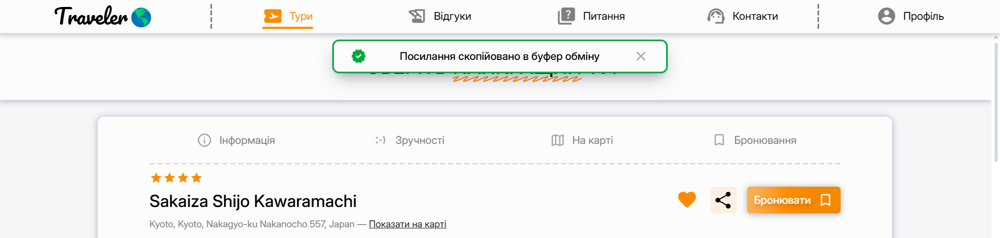 Traveler
Тури
Відгуки
Питання
Контакти
Профіль
Посилання скопійовано в буфер обміну
Інформація
:-) Зручності
На карті
Бронювання
Sakaiza Shijo Kawaramachi
Бронювати
Kyoto, Kyoto, Nakagyo-ku Nakanocho 557, Japan — Показати на карті